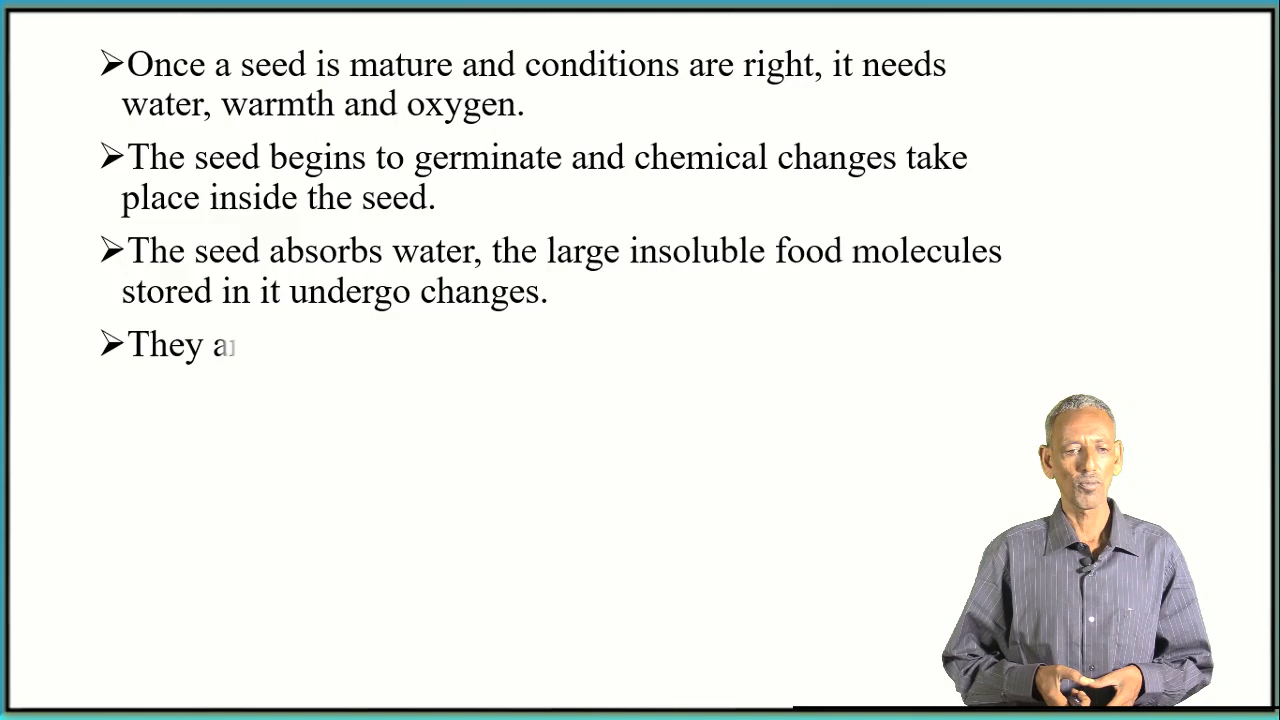 ➢Once a seed is mature and conditions are right, it needs
water, warmth and oxygen.
➢The seed begins to germinate and chemical changes take
place inside the seed.
➢The seed absorbs water, the large insoluble food molecules
stored in it undergo changes.
➢They